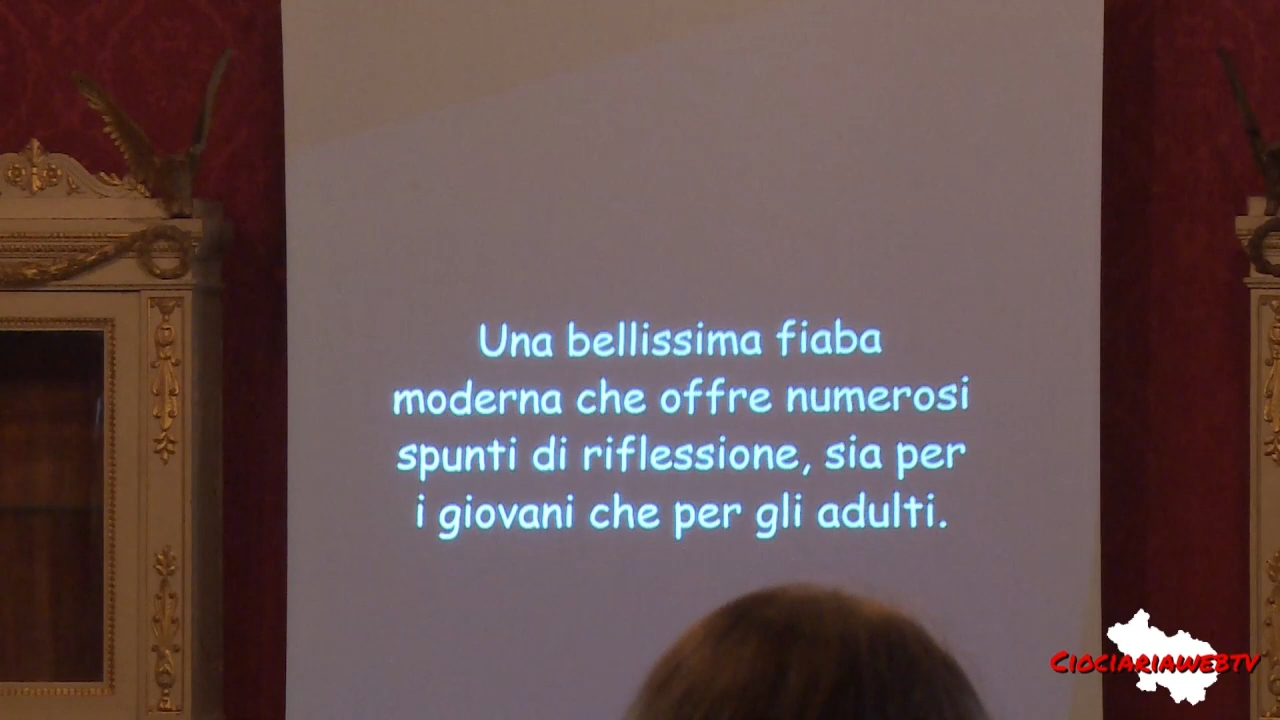 Una bellissima fiaba
moderna che offre numerosi
spunti di riflessione, sia per
i giovani che per gli adulti.
CIOCIARIAWEBTV